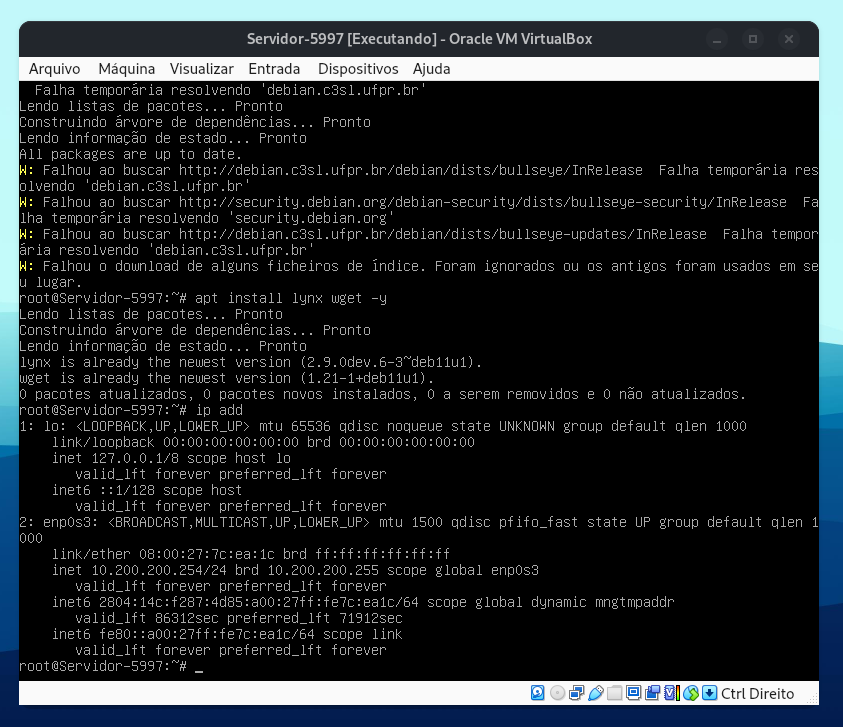 Servidor-5997 [Executando] - Oracle VM VirtualBox
Arquivo Máquina Visualizar Entrada Dispositivos Ajuda
Falha temporária resolvendo 'debian.c3sl.ufpr.br'
Lendo listas de pacotes... Pronto
Construindo árvore de dependências... Pronto
Lendo informação de estado... Pronto
All packages are up to date.
W: Falhou ao buscar http://debian.c3sl.ufpr.br/debian/dists/bullseye/InRelease  Falha temporária res
olvendo 'debian.c3sl.ufpr.br'
W: Falhou ao buscar http://security.debian.org/debian-security/dists/bullseye-security/InRelease  Fa
lha temporária resolvendo 'security.debian.org'
W: Falhou ao buscar http://debian.c3sl.ufpr.br/debian/dists/bullseye-updates/InRelease  Falha tempor
ária resolvendo 'debian.c3sl.ufpr.br'
W: Falhou o download de alguns ficheiros de índice. Foram ignorados ou os antigos foram usados em se
u lugar.
root@Servidor-5997:~# apt install lynx wget -y
Lendo listas de pacotes... Pronto
Construindo árvore de dependências... Pronto
Lendo informação de estado... Pronto
lynx is already the newest version (2.9.0dev.6-3~deb11u1).
wget is already the newest version (1.21-1+deb11u1).
0 pacotes atualizados, 0 pacotes novos instalados, 0 a serem removidos e 0 não atualizados.
root@Servidor-5997:~# ip add
1: lo: <LOOPBACK,UP,LOWER_UP> mtu 65536 qdisc noqueue state UNKNOWN group default qlen 1000
    link/loopback 00:00:00:00:00:00 brd 00:00:00:00:00:00
    inet 127.0.0.1/8 scope host lo
       valid_lft forever preferred_lft forever
    inet6 ::1/128 scope host
       valid_lft forever preferred_lft forever
2: enp0s3: <BROADCAST,MULTICAST,UP,LOWER_UP> mtu 1500 qdisc pfifo_fast state UP group default qlen 1
000
    link/ether 08:00:27:7c:ea:1c brd ff:ff:ff:ff:ff:ff
    inet 10.200.200.254/24 brd 10.200.200.255 scope global enp0s3
       valid_lft forever preferred_lft forever
    inet6 2804:14c:f287:4d85:a00:27ff:fe7c:ea1c/64 scope global dynamic mngtmpaddr
       valid_lft 86312sec preferred_lft 71912sec
    inet6 fe80::a00:27ff:fe7c:ea1c/64 scope link
       valid_lft forever preferred_lft forever
root@Servidor-5997:~# _
Ctrl Direito